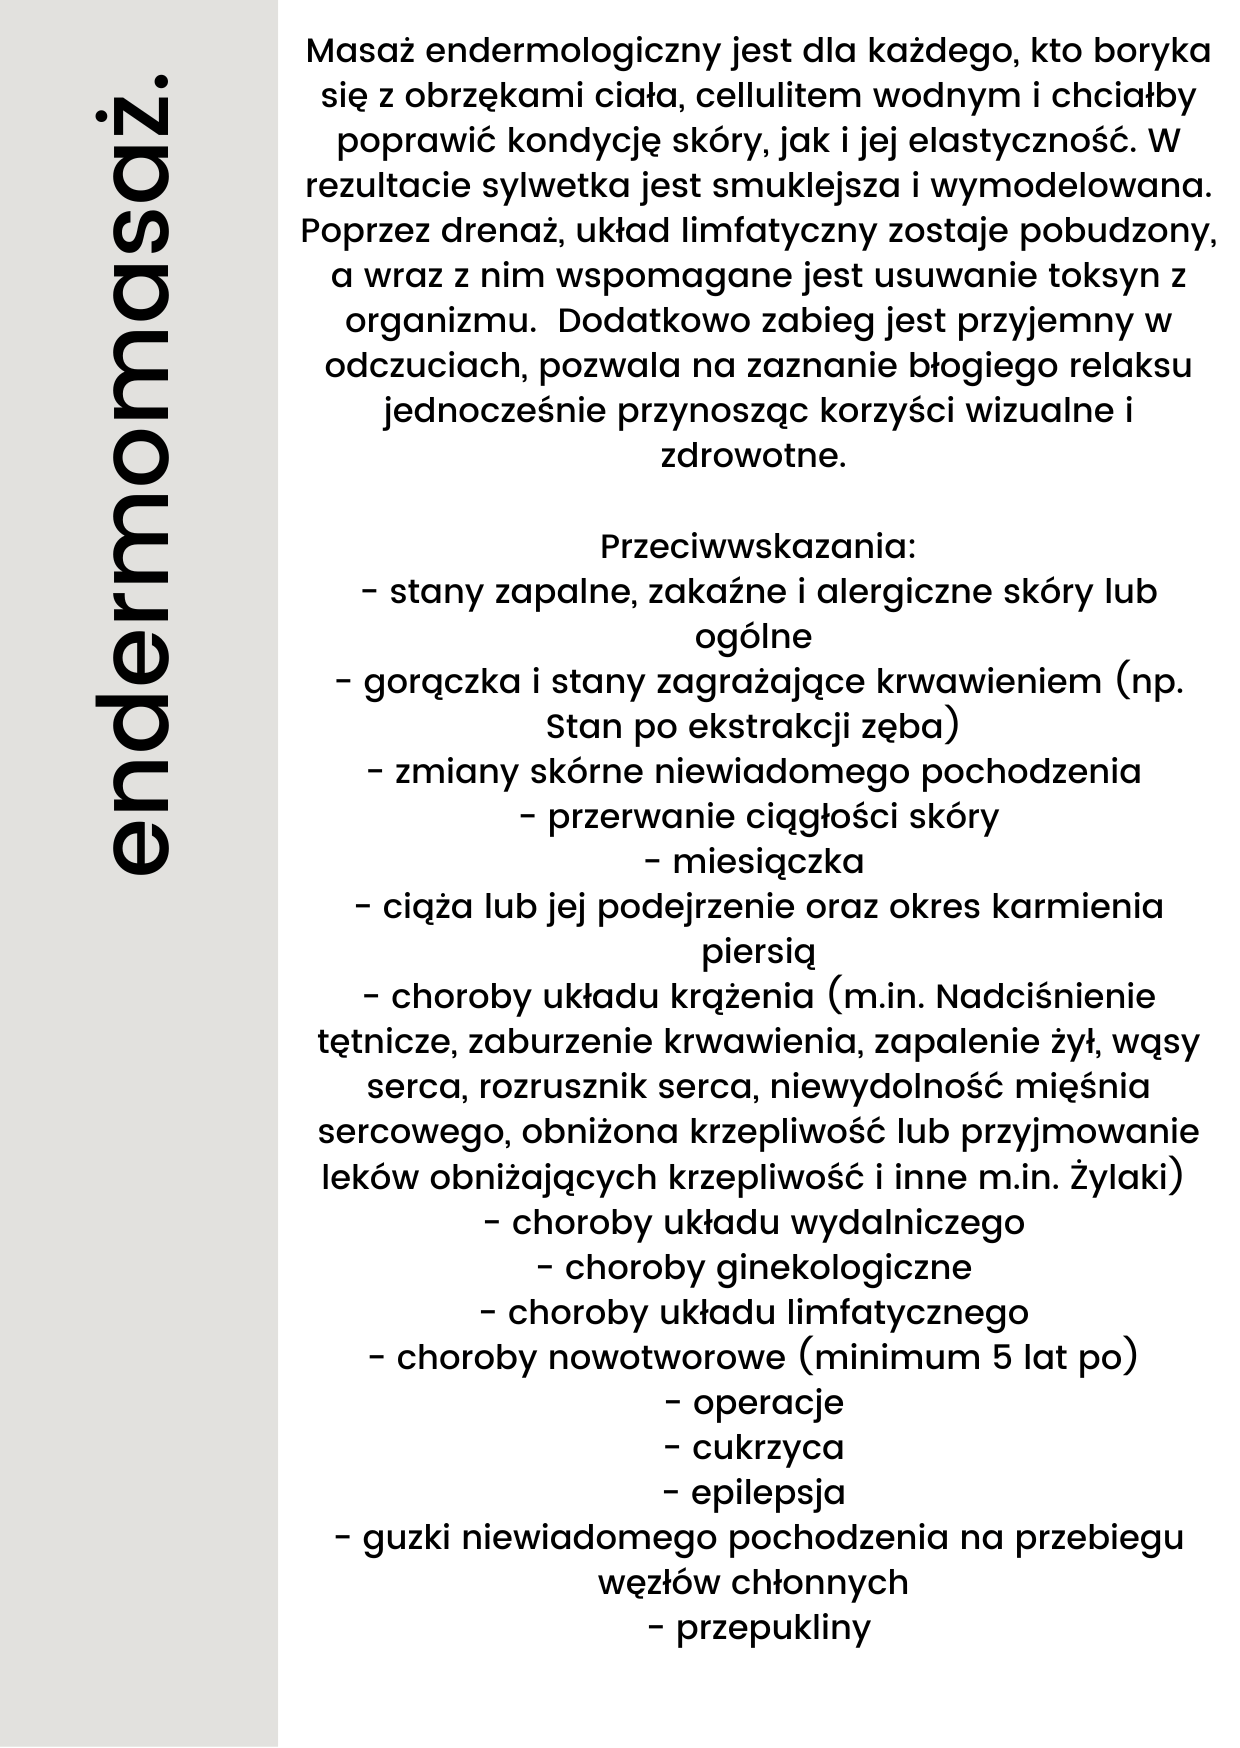 endermomasaż.
Masaż endermologiczny jest dla każdego, kto boryka
się z obrzękami ciała, cellulitem wodnym i chciałby
poprawić kondycję skóry, jak i jej elastyczność. W
rezultacie sylwetka jest smuklejsza i wymodelowana.
Poprzez drenaż, układ limfatyczny zostaje pobudzony,
a wraz z nim wspomagane jest usuwanie toksyn z
organizmu.  Dodatkowo zabieg jest przyjemny w
odczuciach, pozwala na zaznanie błogiego relaksu
jednocześnie przynosząc korzyści wizualne i
zdrowotne.
Przeciwwskazania:
- stany zapalne, zakaźne i alergiczne skóry lub
ogólne
- gorączka i stany zagrażające krwawieniem (np.
Stan po ekstrakcji zęba)
- zmiany skórne niewiadomego pochodzenia
- przerwanie ciągłości skóry
- miesiączka
- ciąża lub jej podejrzenie oraz okres karmienia
piersią
- choroby układu krążenia (m.in. Nadciśnienie
tętnicze, zaburzenie krwawienia, zapalenie żył, wąsy
serca, rozrusznik serca, niewydolność mięśnia
sercowego, obniżona krzepliwość lub przyjmowanie
leków obniżających krzepliwość i inne m.in. Żylaki)
- choroby układu wydalniczego
- choroby ginekologiczne
- choroby układu limfatycznego
- choroby nowotworowe (minimum 5 lat po)
- operacje
- cukrzyca
- epilepsja
- guzki niewiadomego pochodzenia na przebiegu
węzłów chłonnych
- przepukliny